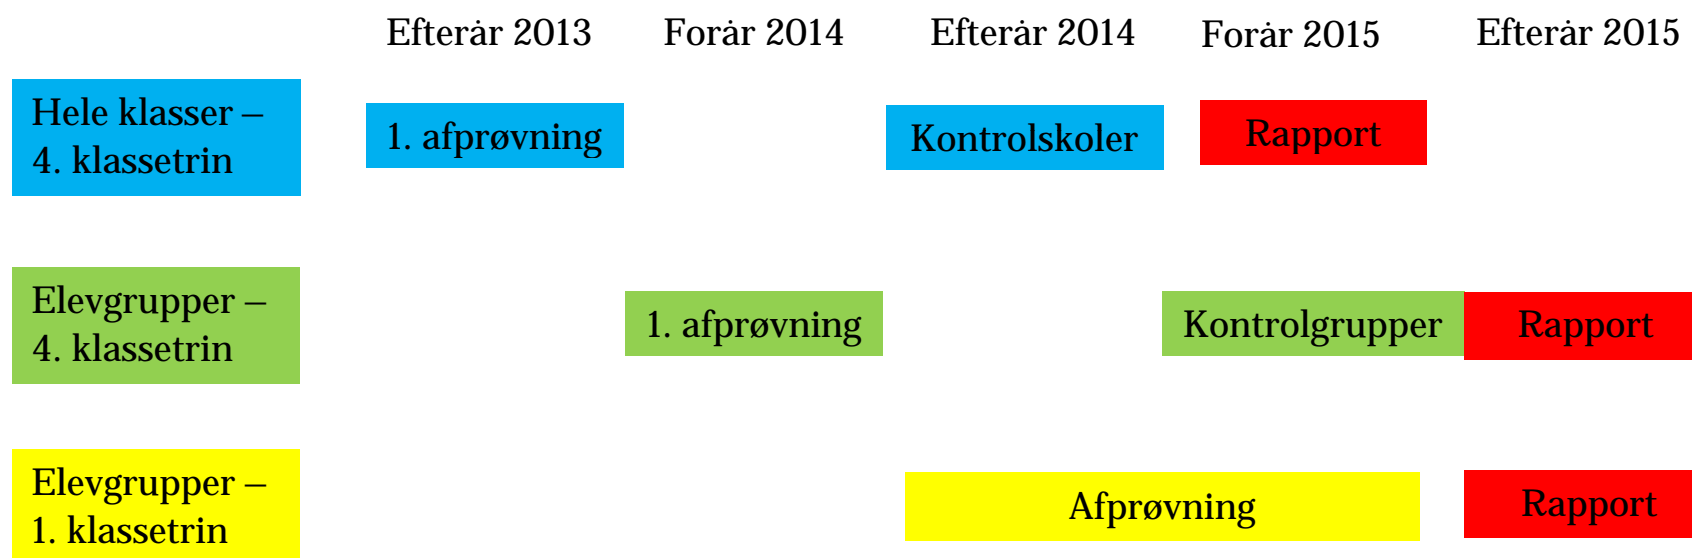 Efterår 2013 Forår 2014 Efterår 2014 Forår 2015 Efterår 2015
Hele klasser –
4. klassetrin
1. afprøvning
Kontrolskoler
Rapport
Elevgrupper –
4. klassetrin
1. afprøvning
Kontrolgrupper
Rapport
Elevgrupper –
1. klassetrin
Afprøvning
Rapport